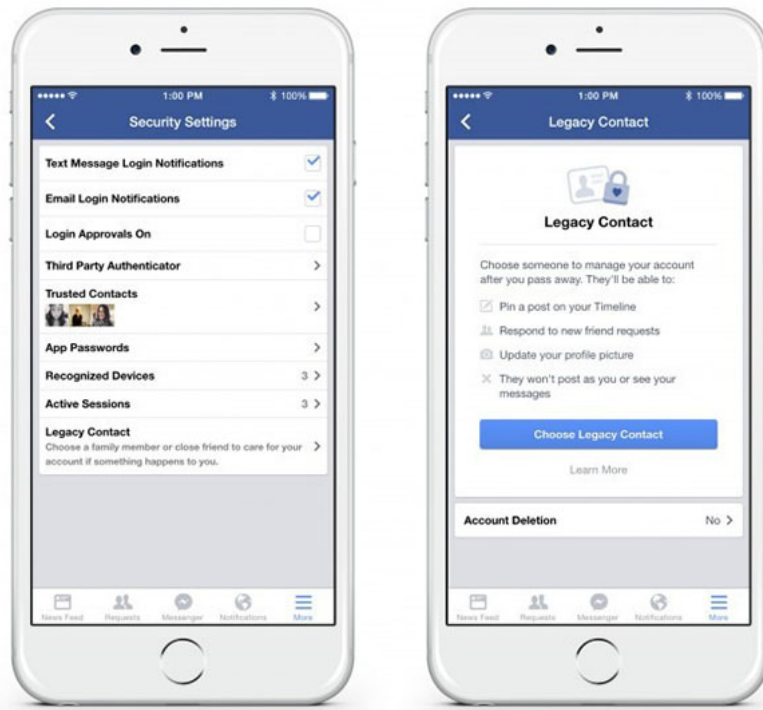 1:00 PM
100%
Security Settings
Text Message Login Notifications
Email Login Notifications
Login Approvals On
Third Party Authenticator
Trusted Contacts
App Passwords
Recognized Devices 3
Active Sessions 3
Legacy Contact
Choose a family member or close friend to care for your
account if something happens to you.
News Feed Requests Messenger Notifications More
1:00 PM
100%
Legacy Contact
Legacy Contact
Choose someone to manage your account
after you pass away. They'll be able to:
Pin a post on your Timeline
Respond to new friend requests
Update your profile picture
They won't post as you or see your
messages
Choose Legacy Contact
Learn More
Account Deletion No
News Feed Requests Messenger Notifications More